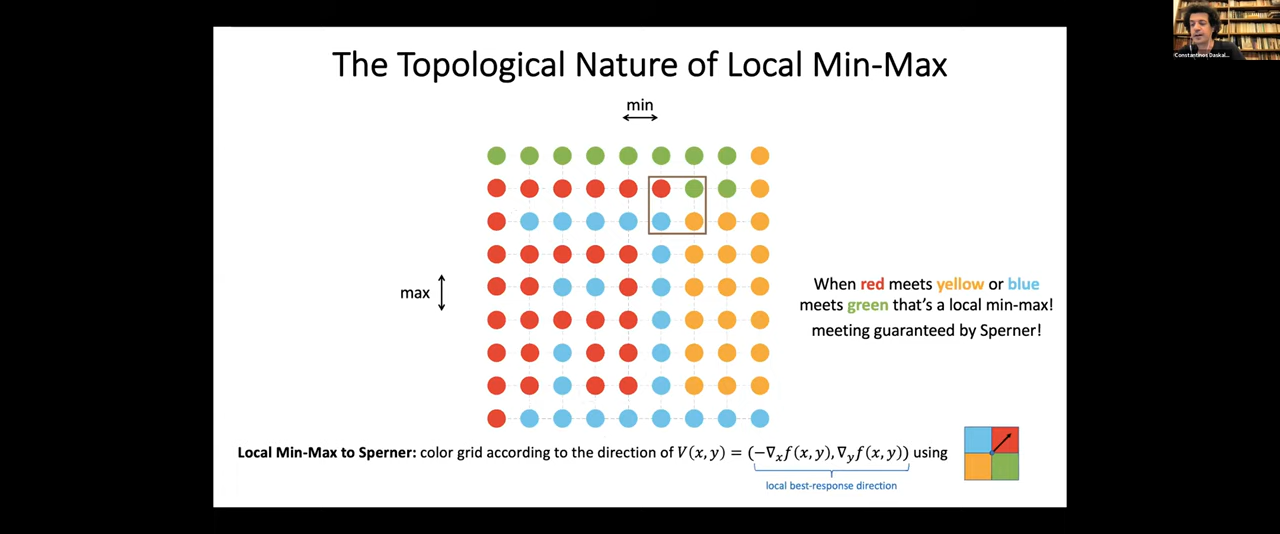 Constantinos Daskal...
The Topological Nature of Local Min-Max
min
max
When red meets yellow or blue
meets green that's a local min-max!
meeting guaranteed by Sperner!
Local Min-Max to Sperner: color grid according to the direction of V(x, y) = (−∇ₓf(x, y), ∇ᵧf(x, y)) using
local best-response direction